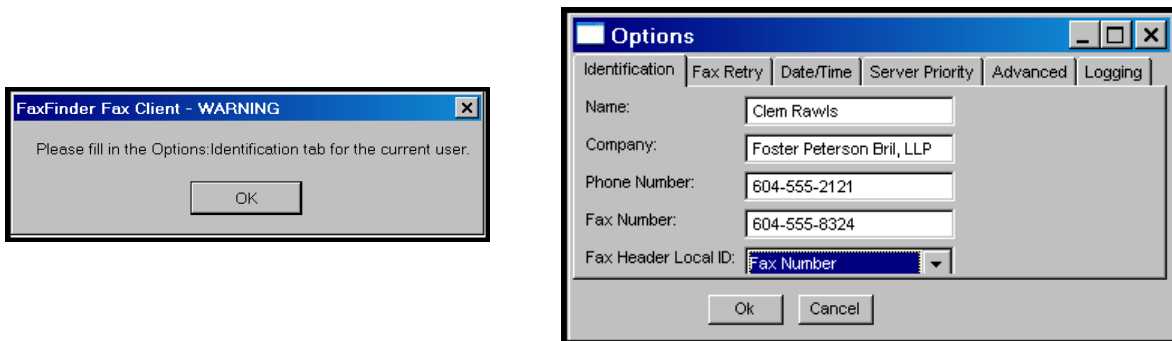 FaxFinder Fax Client - WARNING
Please fill in the Options:Identification tab for the current user.
OK
Options
Identification Fax Retry Date/Time Server Priority Advanced Logging
Name: Clem Rawls
Company: Foster Peterson Bril, LLP
Phone Number: 604-555-2121
Fax Number: 604-555-8324
Fax Header Local ID: Fax Number
Ok Cancel